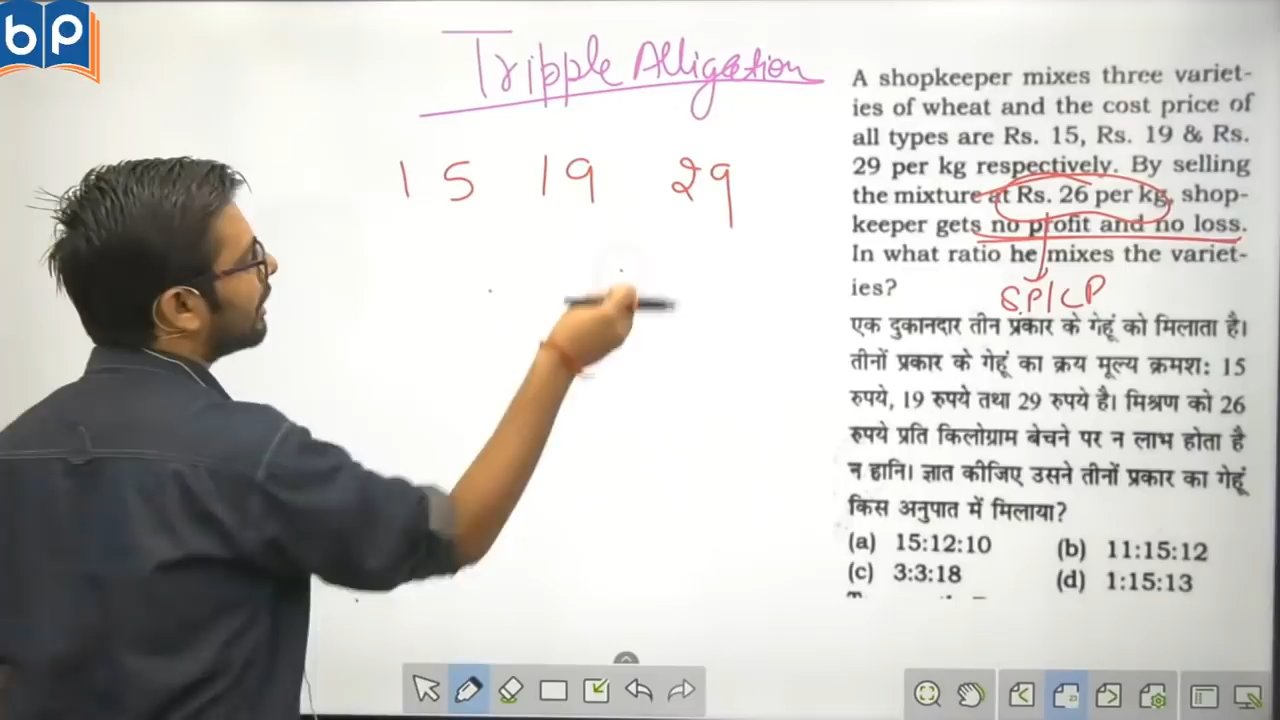 bp
Tripple Alligation
15 19 29
A shopkeeper mixes three variet-
ies of wheat and the cost price of
all types are Rs. 15, Rs. 19 & Rs.
29 per kg respectively. By selling
the mixture at Rs. 26 per kg, shop-
keeper gets no profit and no loss.
In what ratio he mixes the variet-
ies?
S.P/CP
एक दुकानदार तीन प्रकार के गेहूं को मिलाता है।
तीनों प्रकार के गेहूं का क्रय मूल्य क्रमश: 15
रुपये, 19 रुपये तथा 29 रुपये है। मिश्रण को 26
रुपये प्रति किलोग्राम बेचने पर न लाभ होता है
न हानि। ज्ञात कीजिए उसने तीनों प्रकार का गेहूं
किस अनुपात में मिलाया?
(a) 15:12:10 (b) 11:15:12
(c) 3:3:18 (d) 1:15:13